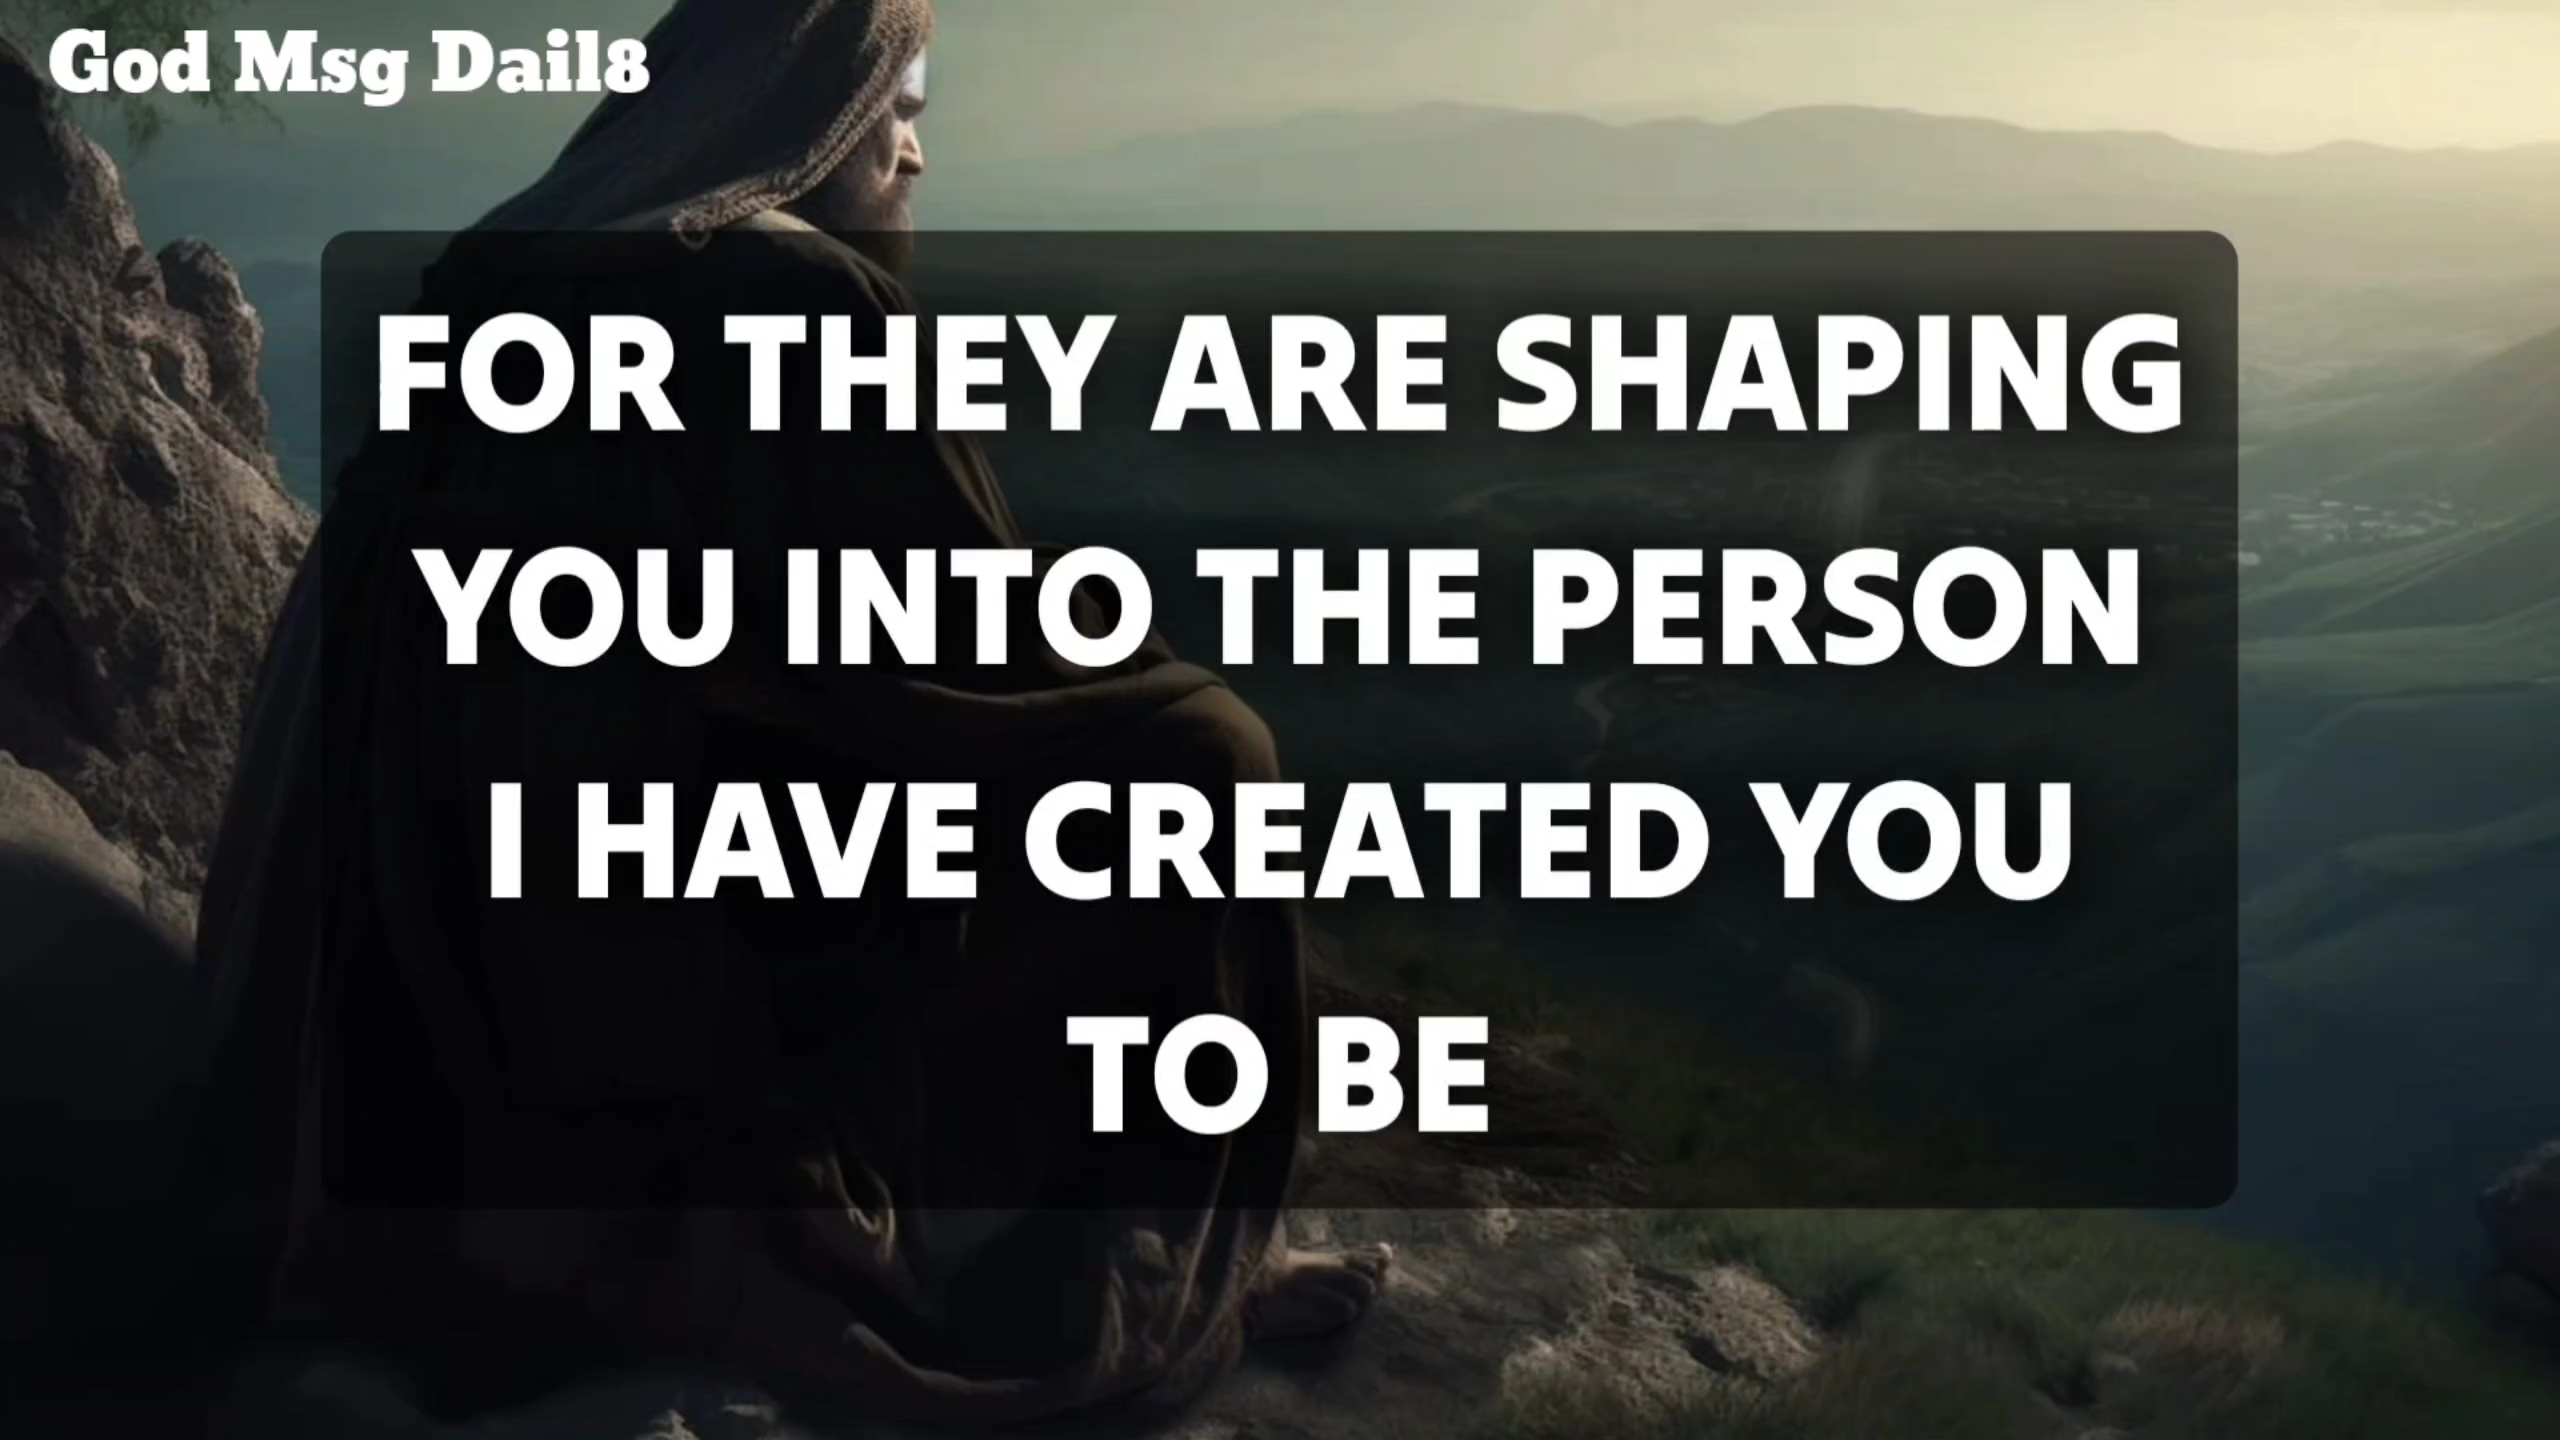 God Msg Dail8
FOR THEY ARE SHAPING
YOU INTO THE PERSON
I HAVE CREATED YOU
TO BE